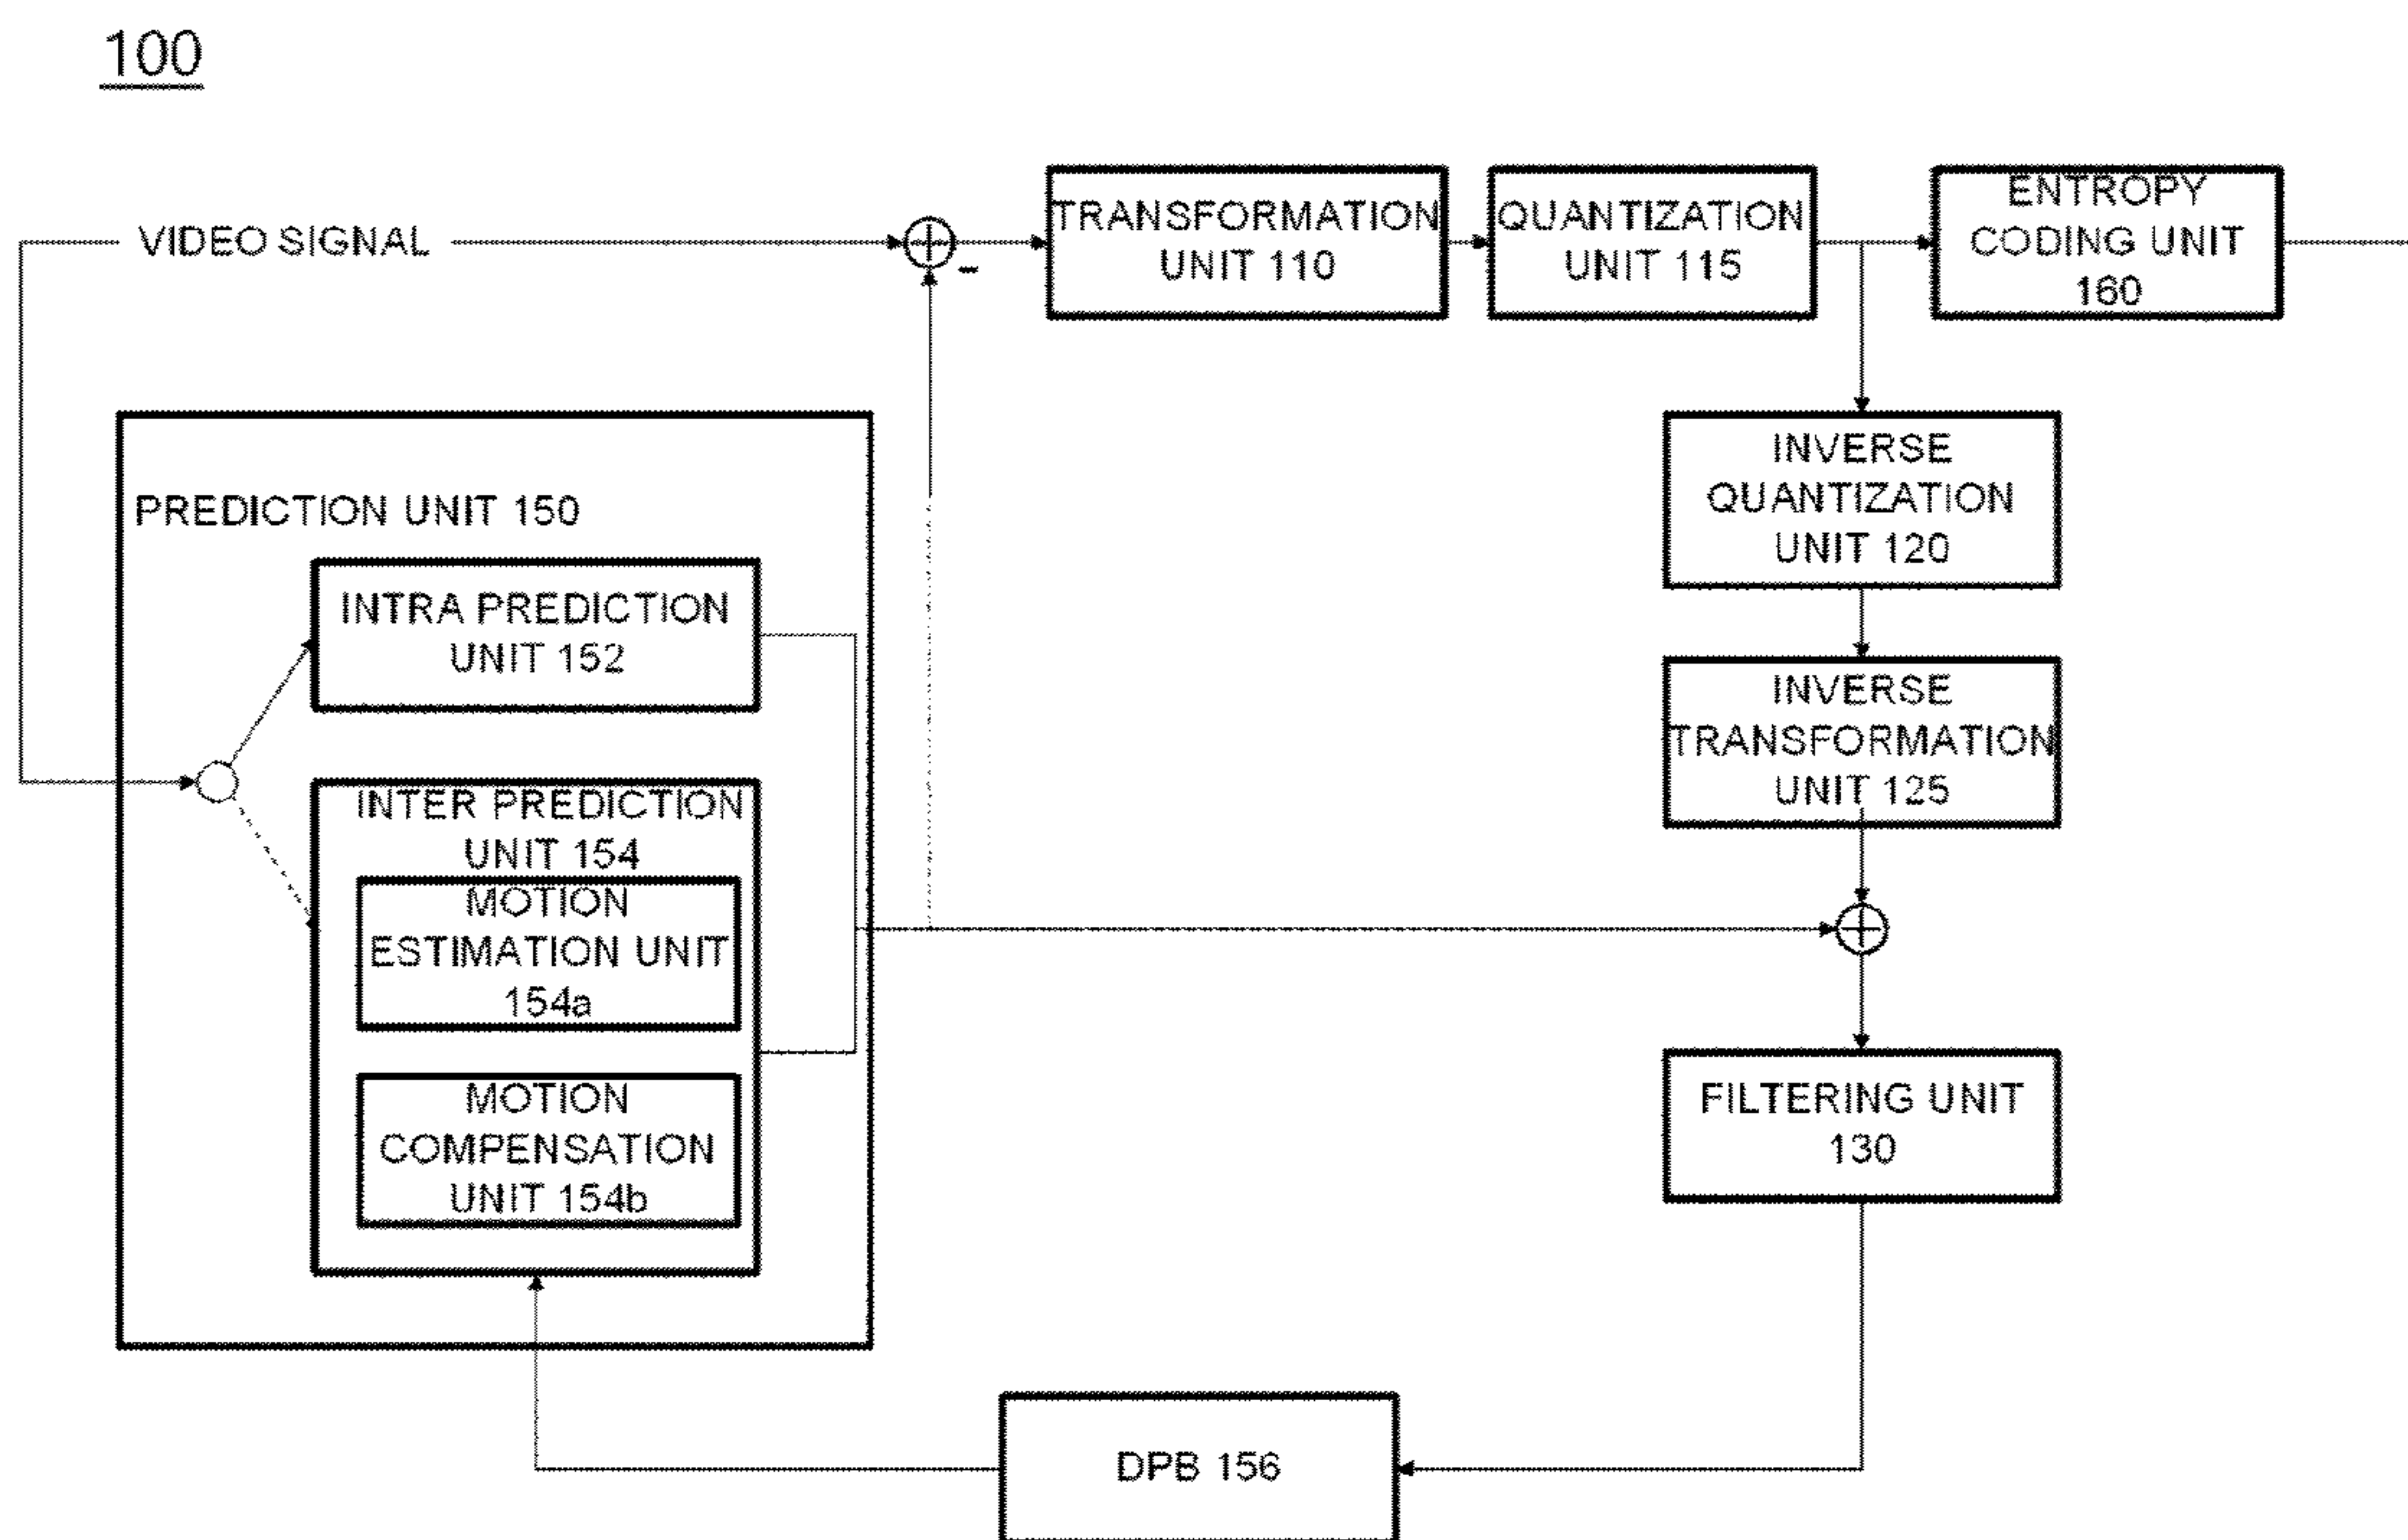 100
VIDEO SIGNAL
-
TRANSFORMATION
UNIT 110
QUANTIZATION
UNIT 115
ENTROPY
CODING UNIT
160
INVERSE
QUANTIZATION
UNIT 120
INVERSE
TRANSFORMATION
UNIT 125
PREDICTION UNIT 150
INTRA PREDICTION
UNIT 152
INTER PREDICTION
UNIT 154
MOTION
ESTIMATION UNIT
154a
MOTION
COMPENSATION
UNIT 154b
FILTERING UNIT
130
DPB 156